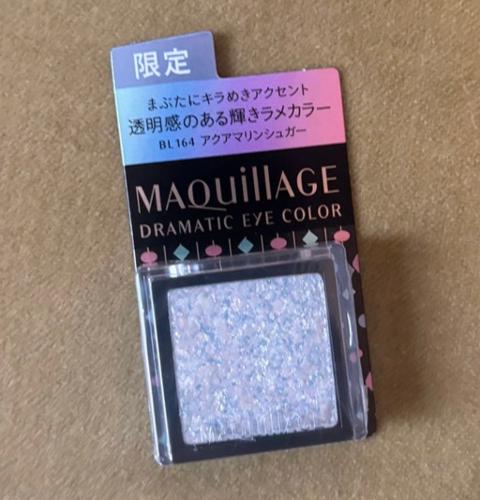 限定
まぶたにキラめきアクセント
透明感のある輝きラメカラー
BL164 アクアマリンシュガー
MAQuillAGE
DRAMATIC EYE COLOR